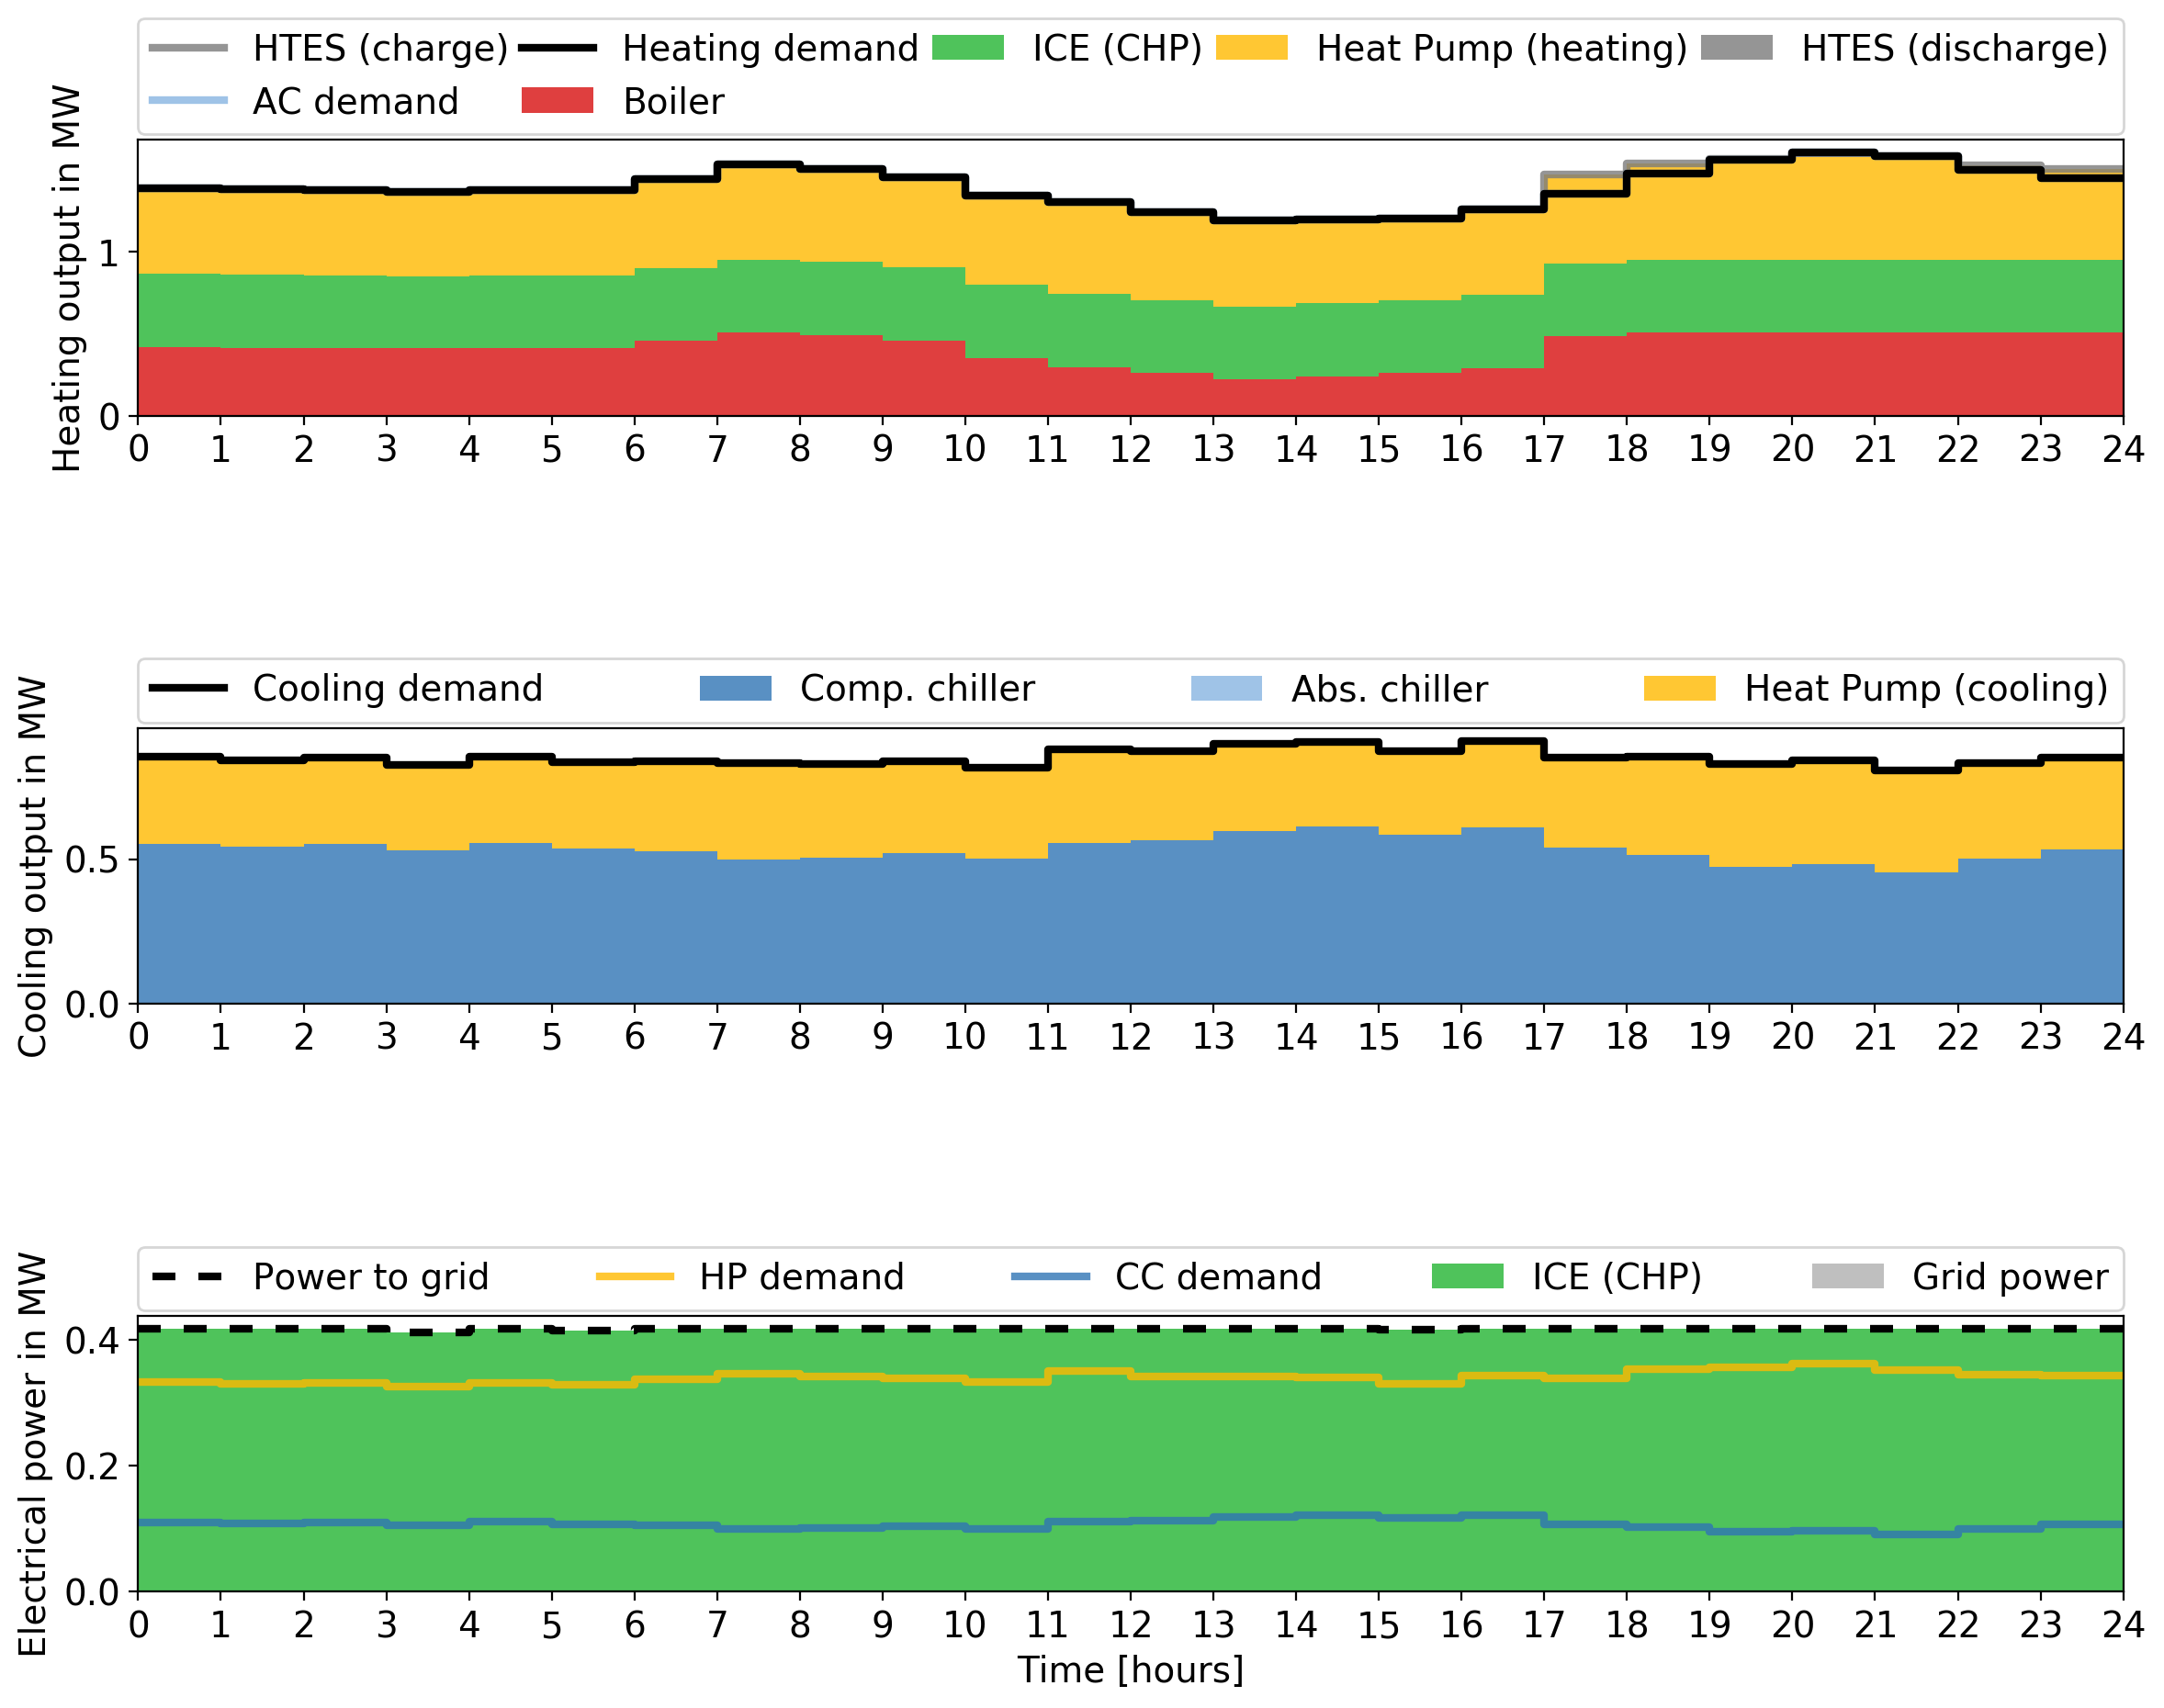 HTES (charge) Heating demand ICE (CHP) Heat Pump (heating) HTES (discharge)
AC demand Boiler
Heating output in MW
1
0
0 1 2 3 4 5 6 7 8 9 10 11 12 13 14 15 16 17 18 19 20 21 22 23 24
Cooling demand Comp. chiller Abs. chiller Heat Pump (cooling)
Cooling output in MW
0.5
0.0
0 1 2 3 4 5 6 7 8 9 10 11 12 13 14 15 16 17 18 19 20 21 22 23 24
Power to grid HP demand CC demand ICE (CHP) Grid power
Electrical power in MW
0.4
0.2
0.0
0 1 2 3 4 5 6 7 8 9 10 11 12 13 14 15 16 17 18 19 20 21 22 23 24
Time [hours]